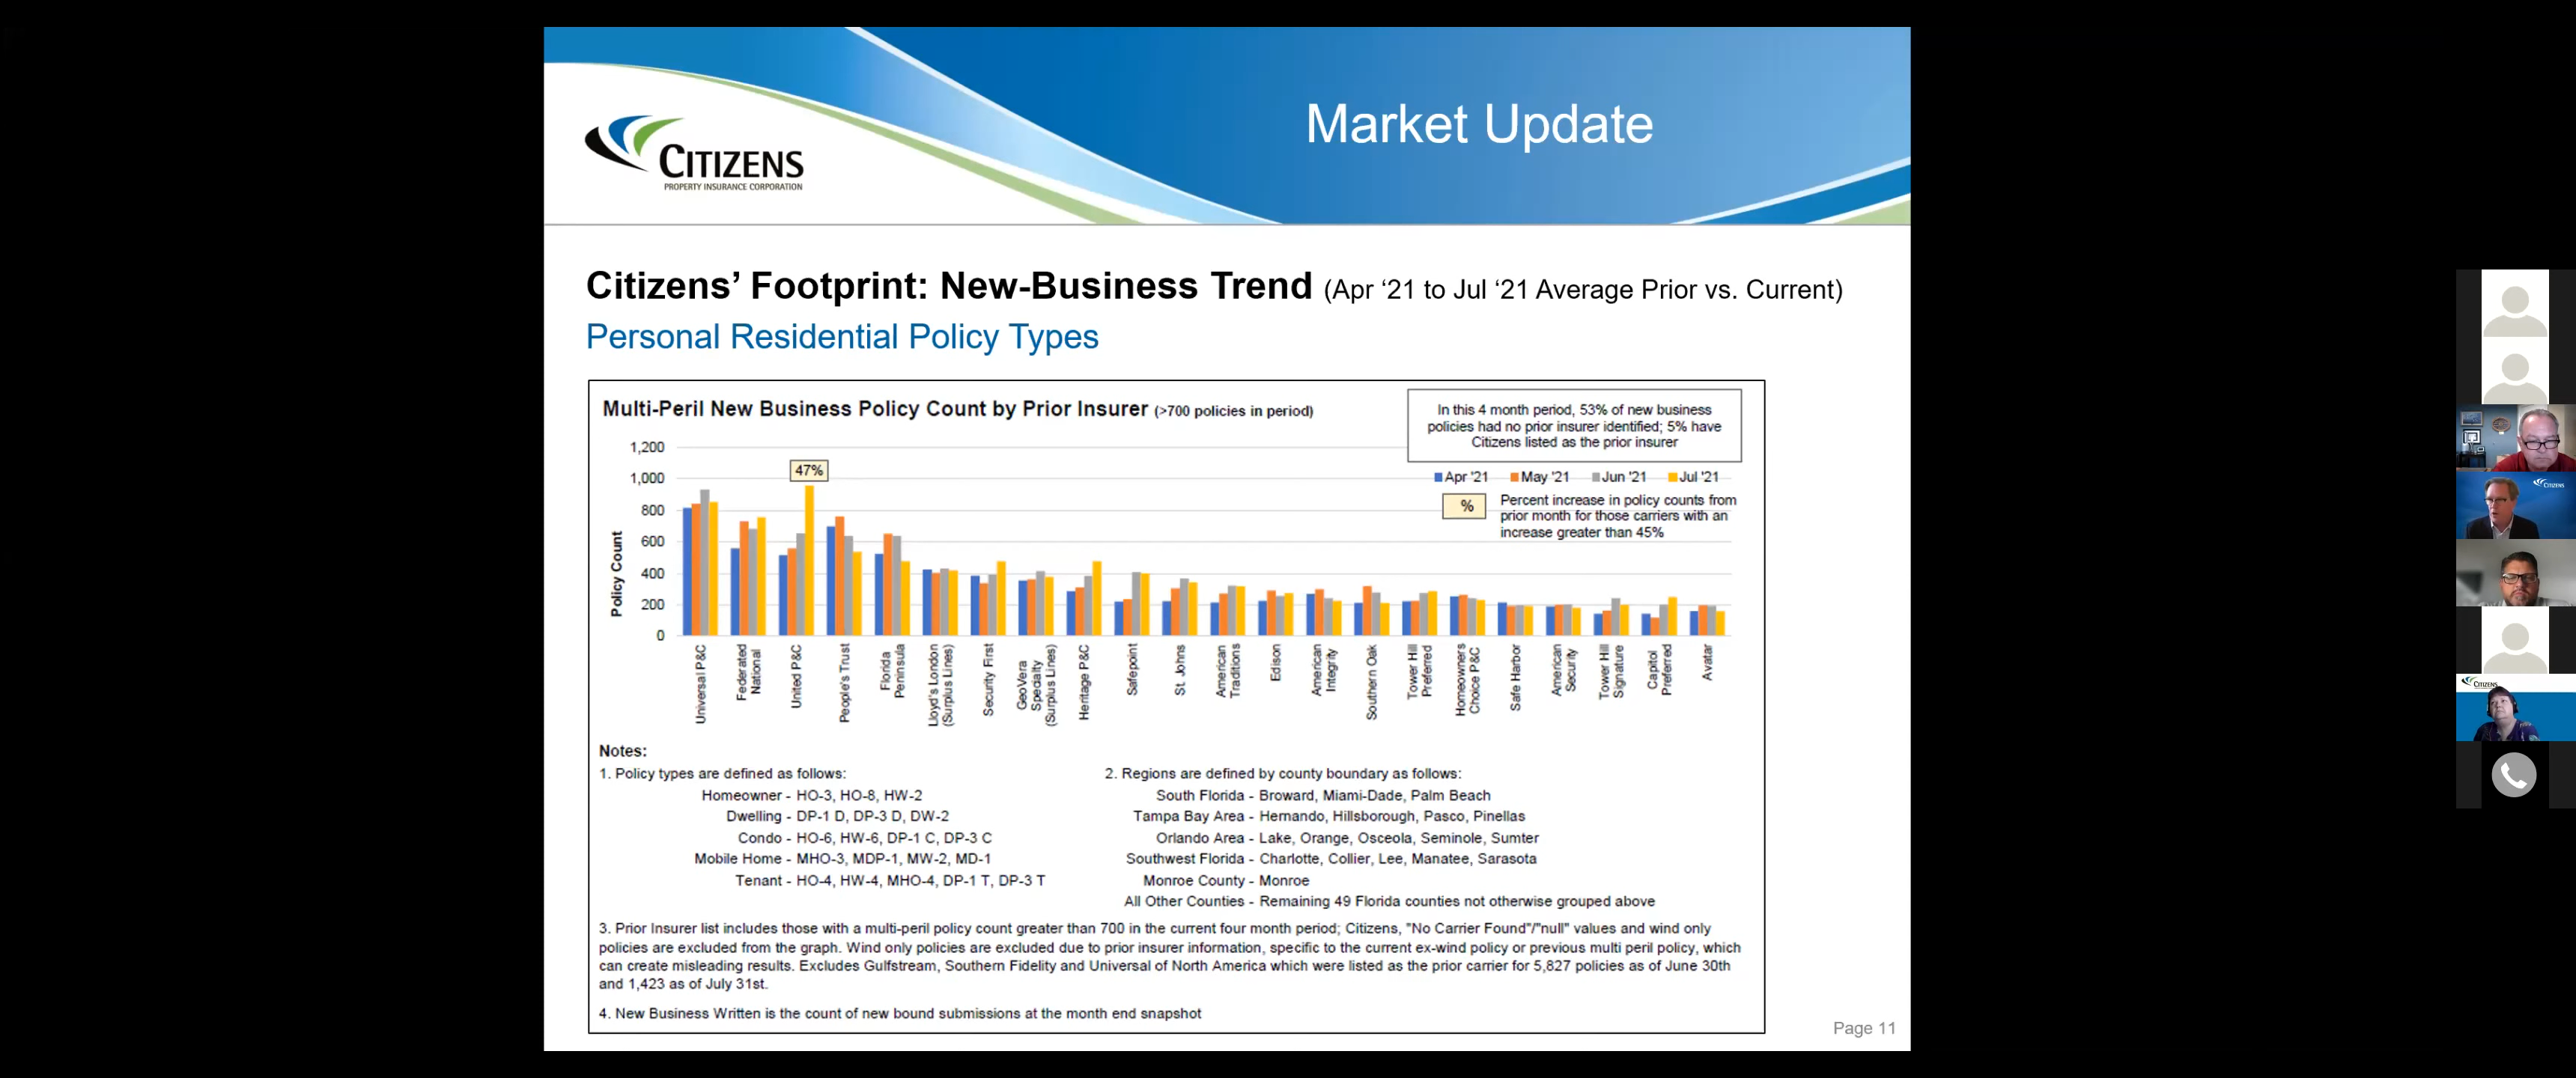 Market Update
CITIZENS
PROPERTY INSURANCE CORPORATION
Citizens’ Footprint: New-Business Trend (Apr ‘21 to Jul ‘21 Average Prior vs. Current)
Personal Residential Policy Types
Multi-Peril New Business Policy Count by Prior Insurer (>700 policies in period)
In this 4 month period, 53% of new business
policies had no prior insurer identified; 5% have
Citizens listed as the prior insurer
Apr '21 May '21 Jun '21 Jul '21
%
Percent increase in policy counts from
prior month for those carriers with an
increase greater than 45%
47%
Policy Count
1,200
1,000
800
600
400
200
0
Universal P&C
Federated
National
United P&C
People's Trust
Florida
Peninsula
Lloyd's London
(Surplus Lines)
Security First
GeoVera
Specialty
(Surplus Lines)
Heritage P&C
Safepoint
St. Johns
American
Traditions
Edison
American
Integrity
Southern Oak
Tower Hill
Preferred
Homeowners
Choice P&C
Safe Harbor
American
Security
Tower Hill
Signature
Capitol
Preferred
Avatar
Notes:
1. Policy types are defined as follows:
Homeowner - HO-3, HO-8, HW-2
Dwelling - DP-1 D, DP-3 D, DW-2
Condo - HO-6, HW-6, DP-1 C, DP-3 C
Mobile Home - MHO-3, MDP-1, MW-2, MD-1
Tenant - HO-4, HW-4, MHO-4, DP-1 T, DP-3 T
2. Regions are defined by county boundary as follows:
South Florida - Broward, Miami-Dade, Palm Beach
Tampa Bay Area - Hernando, Hillsborough, Pasco, Pinellas
Orlando Area - Lake, Orange, Osceola, Seminole, Sumter
Southwest Florida - Charlotte, Collier, Lee, Manatee, Sarasota
Monroe County - Monroe
All Other Counties - Remaining 49 Florida counties not otherwise grouped above
3. Prior Insurer list includes those with a multi-peril policy count greater than 700 in the current four month period; Citizens, "No Carrier Found"/"null" values and wind only
policies are excluded from the graph. Wind only policies are excluded due to prior insurer information, specific to the current ex-wind policy or previous multi peril policy, which
can create misleading results. Excludes Gulfstream, Southern Fidelity and Universal of North America which were listed as the prior carrier for 5,827 policies as of June 30th
and 1,423 as of July 31st.
4. New Business Written is the count of new bound submissions at the month end snapshot
Page 11
CITIZENS
CITIZENS